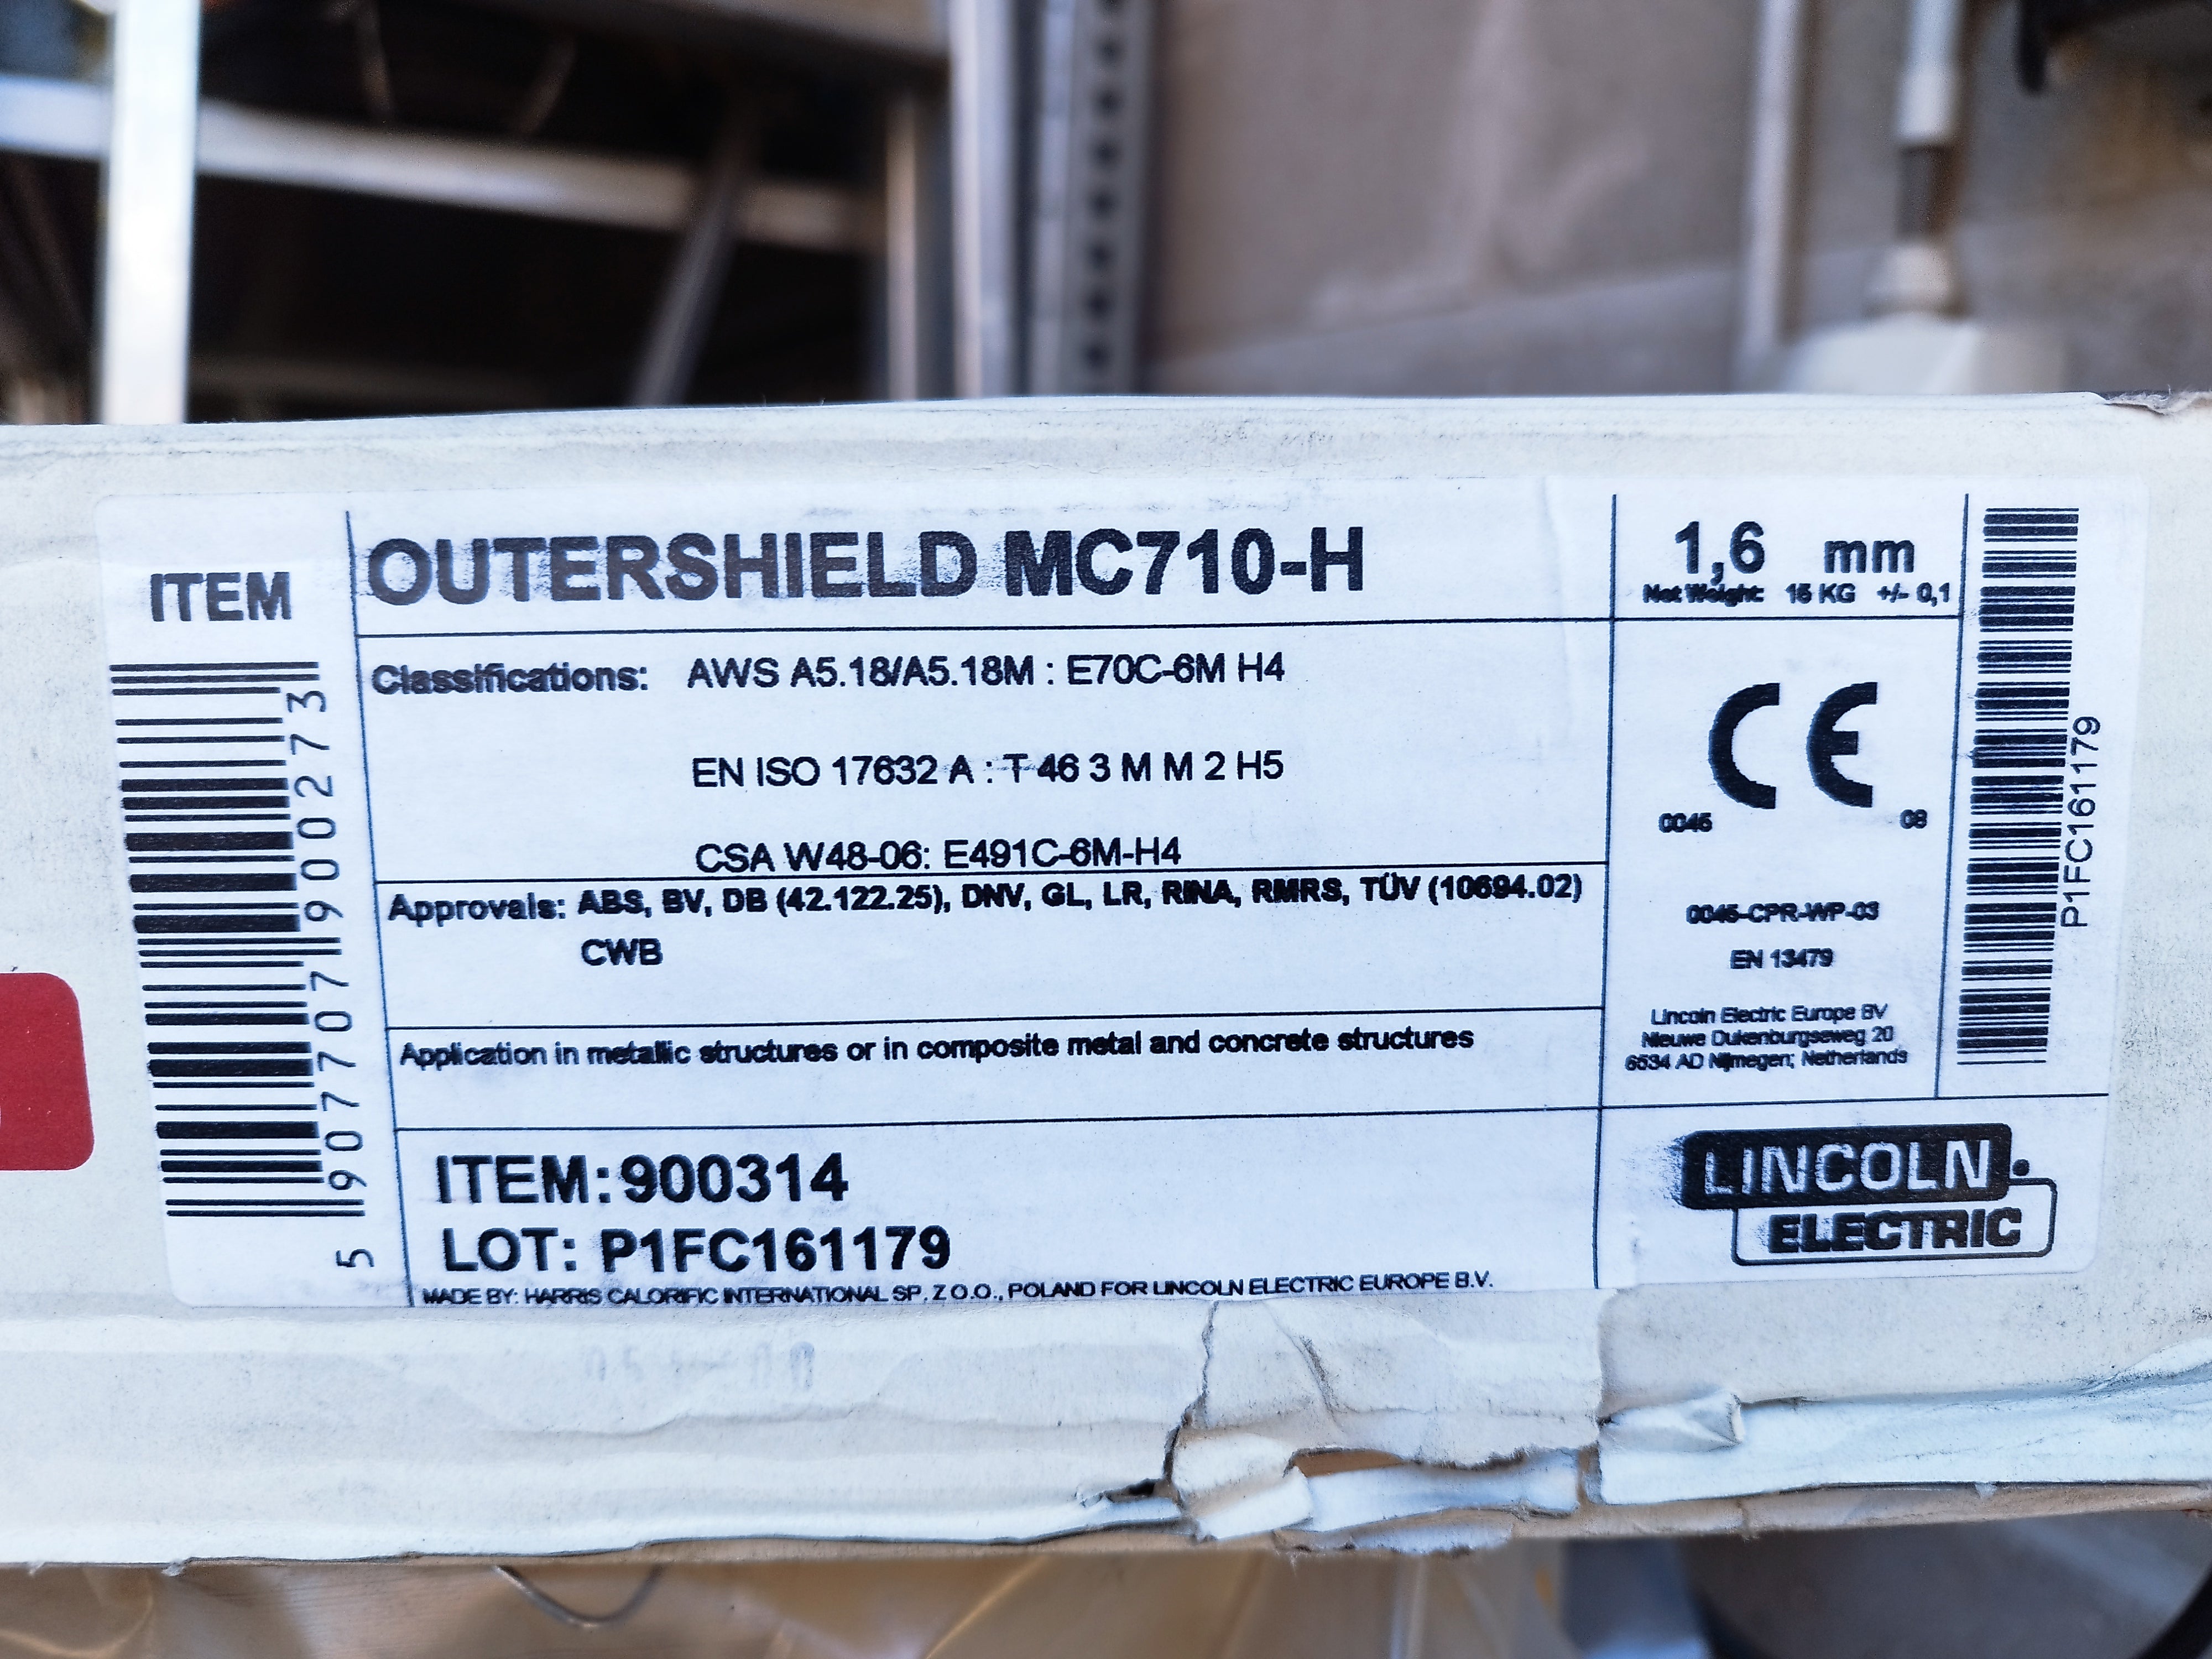 ITEM
5 907707 900273
OUTERSHIELD MC710-H
1,6 mm
Net Weight: 15 KG +/- 0,1
Classifications: AWS A5.18/A5.18M : E70C-6M H4
EN ISO 17632 A : T 46 3 M M 2 H5
CSA W48-06: E491C-6M-H4
Approvals: ABS, BV, DB (42.122.25), DNV, GL, LR, RINA, RMRS, TÜV (10694.02)
CWB
Application in metallic structures or in composite metal and concrete structures
ITEM: 900314
LOT: P1FC161179
MADE BY: HARRIS CALORIFIC INTERNATIONAL SP. Z O.O., POLAND FOR LINCOLN ELECTRIC EUROPE B.V.
CE
0045 08
0045-CPR-WP-03
EN 13479
Lincoln Electric Europe BV
Nieuwe Dukenburgseweg 20
6534 AD Nijmegen; Netherlands
P1FC161179
LINCOLN
ELECTRIC